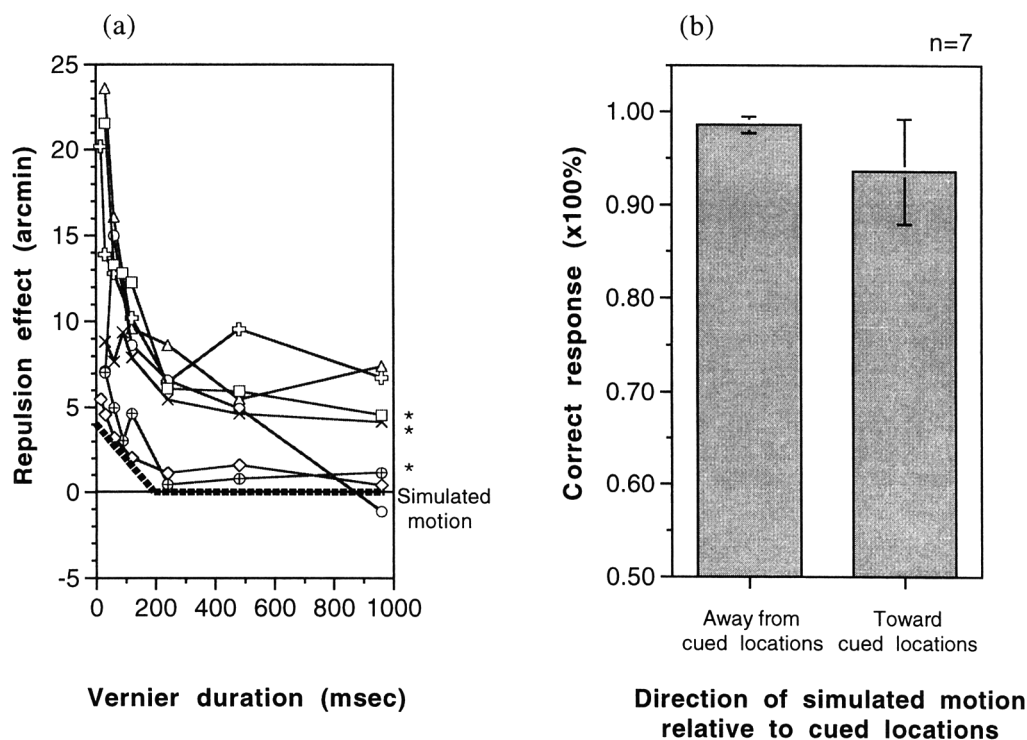 (a)
Repulsion effect (arcmin)
25
20
15
10
5
0
-5
0 200 400 600 800 1000
*
*
*
Simulated
motion
Vernier duration (msec)
(b)
n=7
Correct response (x100%)
1.00
0.90
0.80
0.70
0.60
0.50
Away from
cued locations
Toward
cued locations
Direction of simulated motion
relative to cued locations